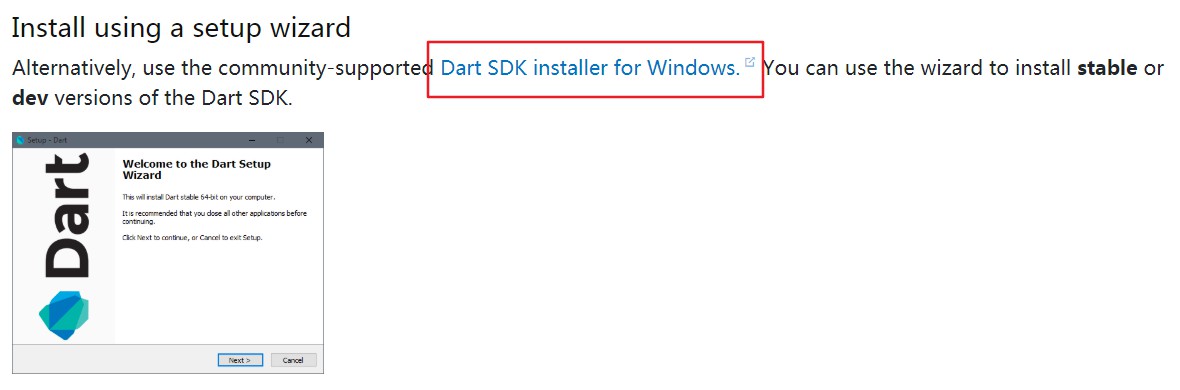 Install using a setup wizard
Alternatively, use the community-supported Dart SDK installer for Windows. You can use the wizard to install stable or
dev versions of the Dart SDK.
Setup - Dart
Dart
Welcome to the Dart Setup
Wizard
This will install Dart stable 64-bit on your computer.
It is recommended that you close all other applications before
continuing.
Click Next to continue, or Cancel to exit Setup.
Next >
Cancel